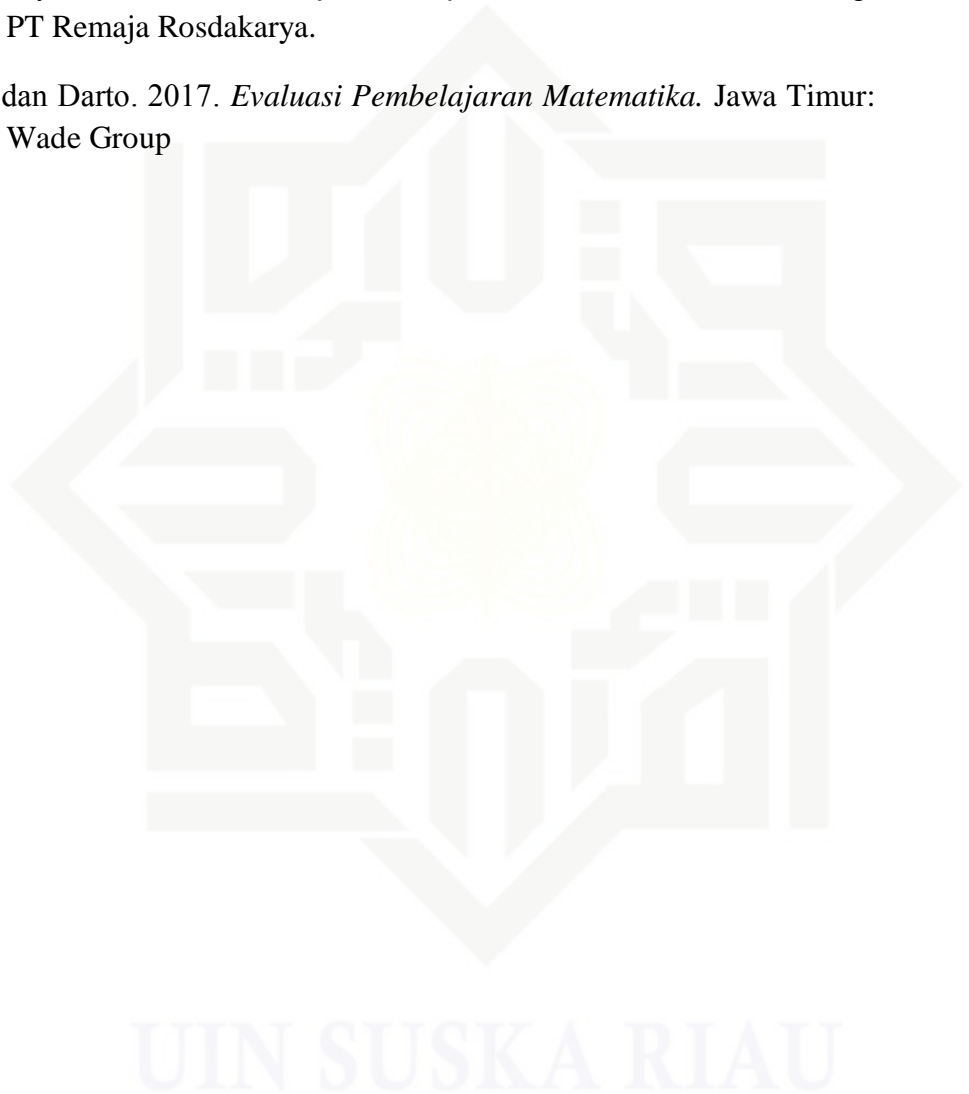 PT Remaja Rosdakarya.
dan Darto. 2017. Evaluasi Pembelajaran Matematika. Jawa Timur:
Wade Group
UIN SUSKA RIAU